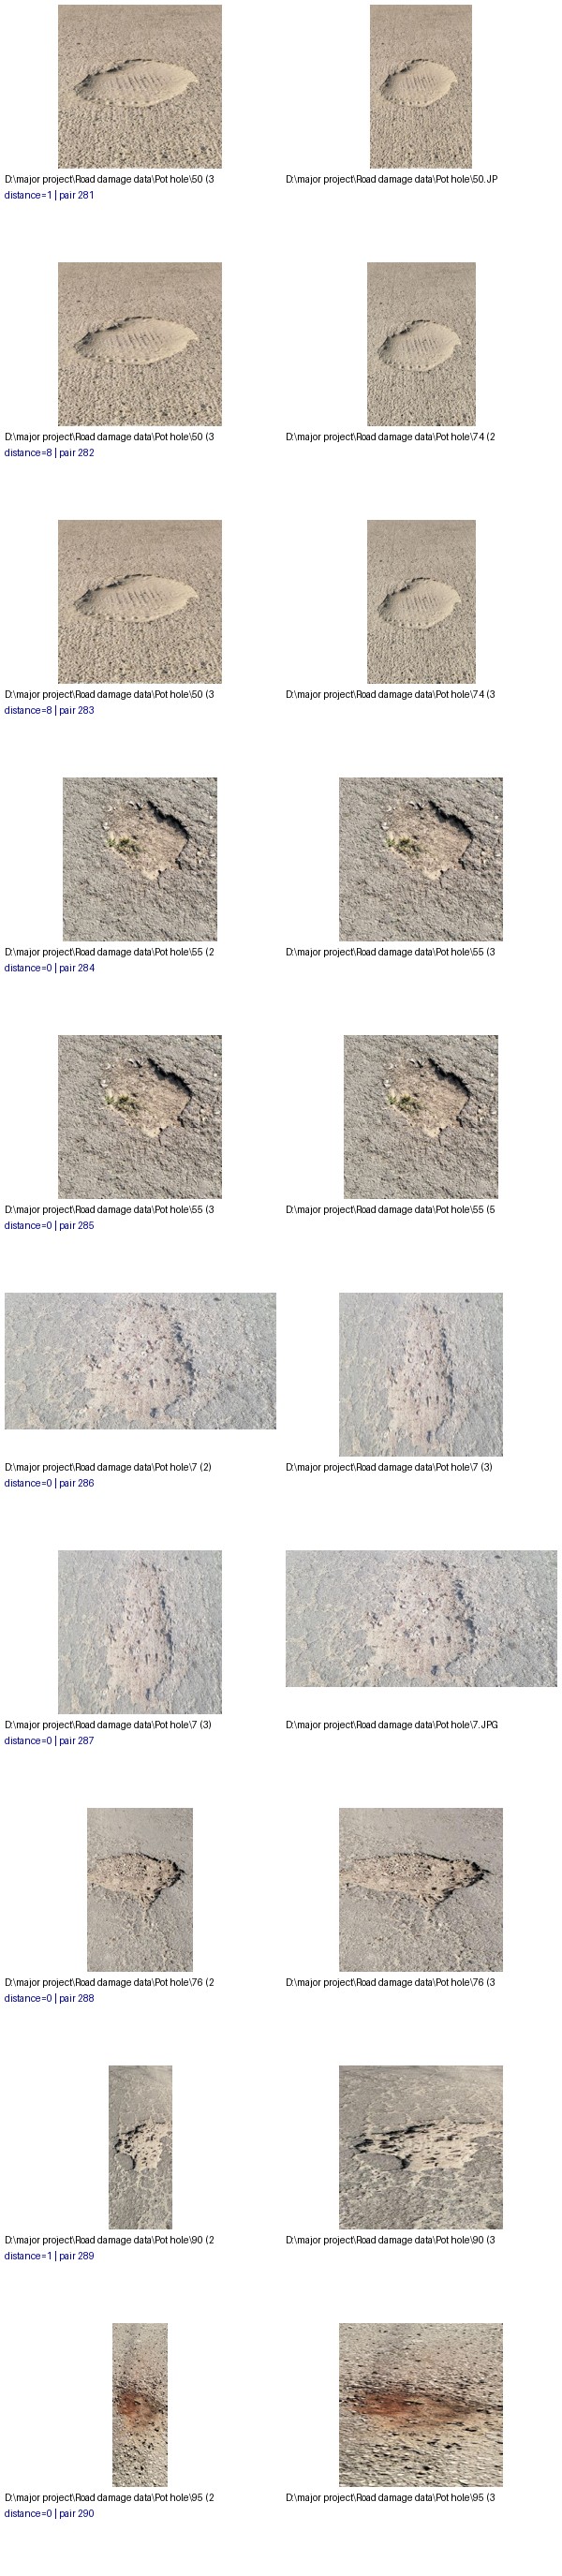 D:\major project\Road damage data\Pot hole\50 (3
D:\major project\Road damage data\Pot hole\50.JP
distance=1 | pair 281
D:\major project\Road damage data\Pot hole\50 (3
D:\major project\Road damage data\Pot hole\74 (2
distance=8 | pair 282
D:\major project\Road damage data\Pot hole\50 (3
D:\major project\Road damage data\Pot hole\74 (3
distance=8 | pair 283
D:\major project\Road damage data\Pot hole\55 (2
D:\major project\Road damage data\Pot hole\55 (3
distance=0 | pair 284
D:\major project\Road damage data\Pot hole\55 (3
D:\major project\Road damage data\Pot hole\55 (5
distance=0 | pair 285
D:\major project\Road damage data\Pot hole\7 (2)
D:\major project\Road damage data\Pot hole\7 (3)
distance=0 | pair 286
D:\major project\Road damage data\Pot hole\7 (3)
D:\major project\Road damage data\Pot hole\7.JPG
distance=0 | pair 287
D:\major project\Road damage data\Pot hole\76 (2
D:\major project\Road damage data\Pot hole\76 (3
distance=0 | pair 288
D:\major project\Road damage data\Pot hole\90 (2
D:\major project\Road damage data\Pot hole\90 (3
distance=1 | pair 289
D:\major project\Road damage data\Pot hole\95 (2
D:\major project\Road damage data\Pot hole\95 (3
distance=0 | pair 290